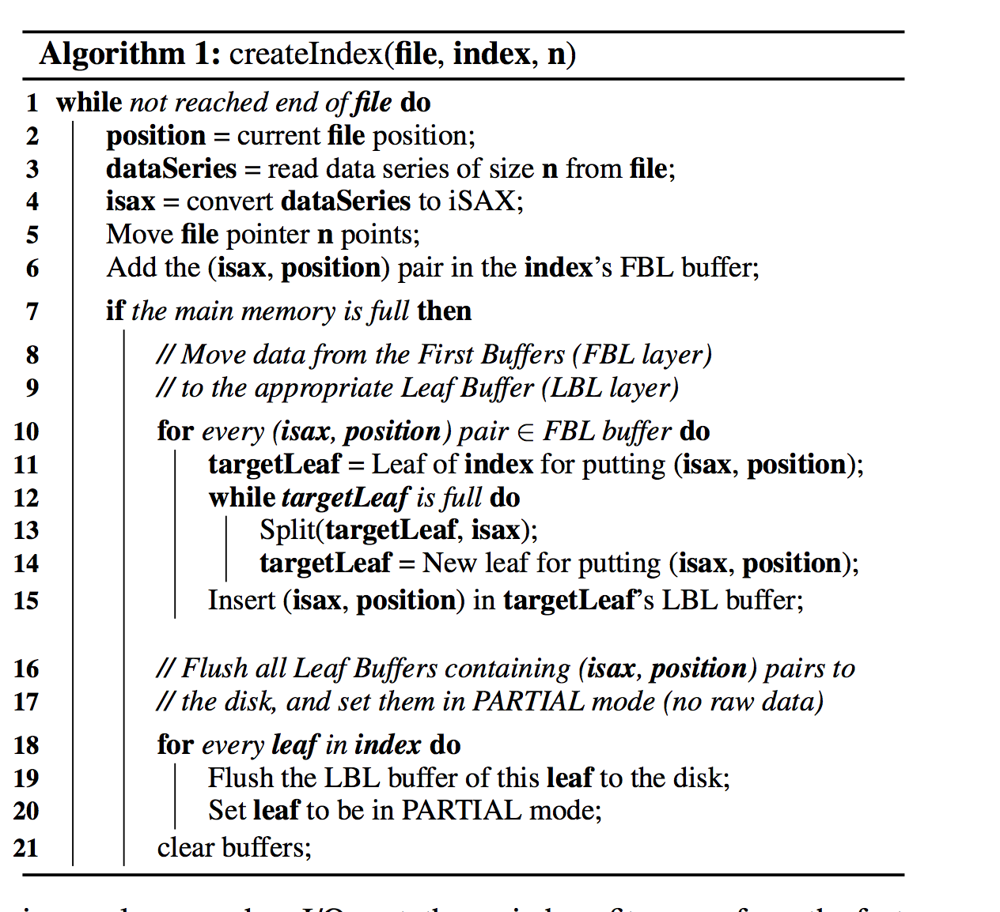 Algorithm 1: createIndex(file, index, n)
1 while not reached end of file do
2 position = current file position;
3 dataSeries = read data series of size n from file;
4 isax = convert dataSeries to iSAX;
5 Move file pointer n points;
6 Add the (isax, position) pair in the index’s FBL buffer;
7 if the main memory is full then
8 // Move data from the First Buffers (FBL layer)
9 // to the appropriate Leaf Buffer (LBL layer)
10 for every (isax, position) pair ∈ FBL buffer do
11 targetLeaf = Leaf of index for putting (isax, position);
12 while targetLeaf is full do
13 Split(targetLeaf, isax);
14 targetLeaf = New leaf for putting (isax, position);
15 Insert (isax, position) in targetLeaf’s LBL buffer;
16 // Flush all Leaf Buffers containing (isax, position) pairs to
17 // the disk, and set them in PARTIAL mode (no raw data)
18 for every leaf in index do
19 Flush the LBL buffer of this leaf to the disk;
20 Set leaf to be in PARTIAL mode;
21 clear buffers;